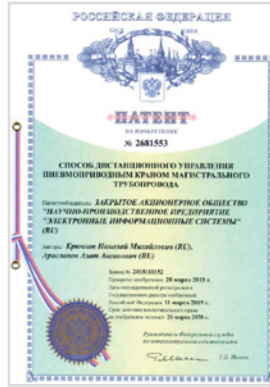 РОССИЙСКАЯ ФЕДЕРАЦИЯ
ПАТЕНТ
НА ИЗОБРЕТЕНИЕ
№ 2681553
СПОСОБ ДИСТАНЦИОННОГО УПРАВЛЕНИЯ
ПНЕВМОПРИВОДНЫМ КРАНОМ МАГИСТРАЛЬНОГО
ТРУБОПРОВОДА
Патентообладатель: ЗАКРЫТОЕ АКЦИОНЕРНОЕ ОБЩЕСТВО
"НАУЧНО-ПРОИЗВОДСТВЕННОЕ ПРЕДПРИЯТИЕ
"ЭЛЕКТРОННЫЕ ИНФОРМАЦИОННЫЕ СИСТЕМЫ"
(RU)
Авторы: Николай Михайлович (RU),
Арасланов Азат (RU)
Заявка № 2018110152
Приоритет изобретения 20 марта 2018 г.
Дата государственной регистрации в
Государственном реестре изобретений
Российской Федерации 11 марта 2019 г.
Срок действия исключительного права
на изобретение истекает 20 марта 2038 г.
Руководитель Федеральной службы
по интеллектуальной собственности
Г.П. Ивлиев